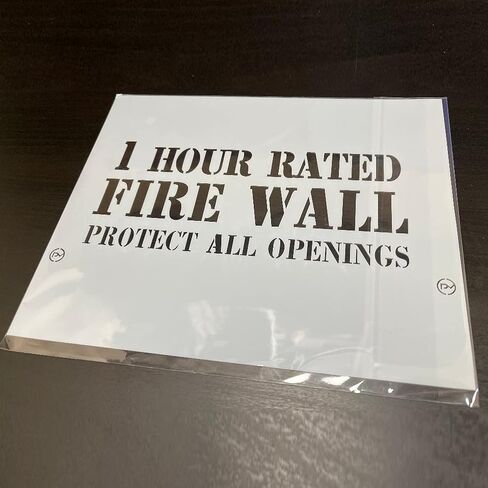 1 HOUR RATED
FIRE WALL
PROTECT ALL OPENINGS